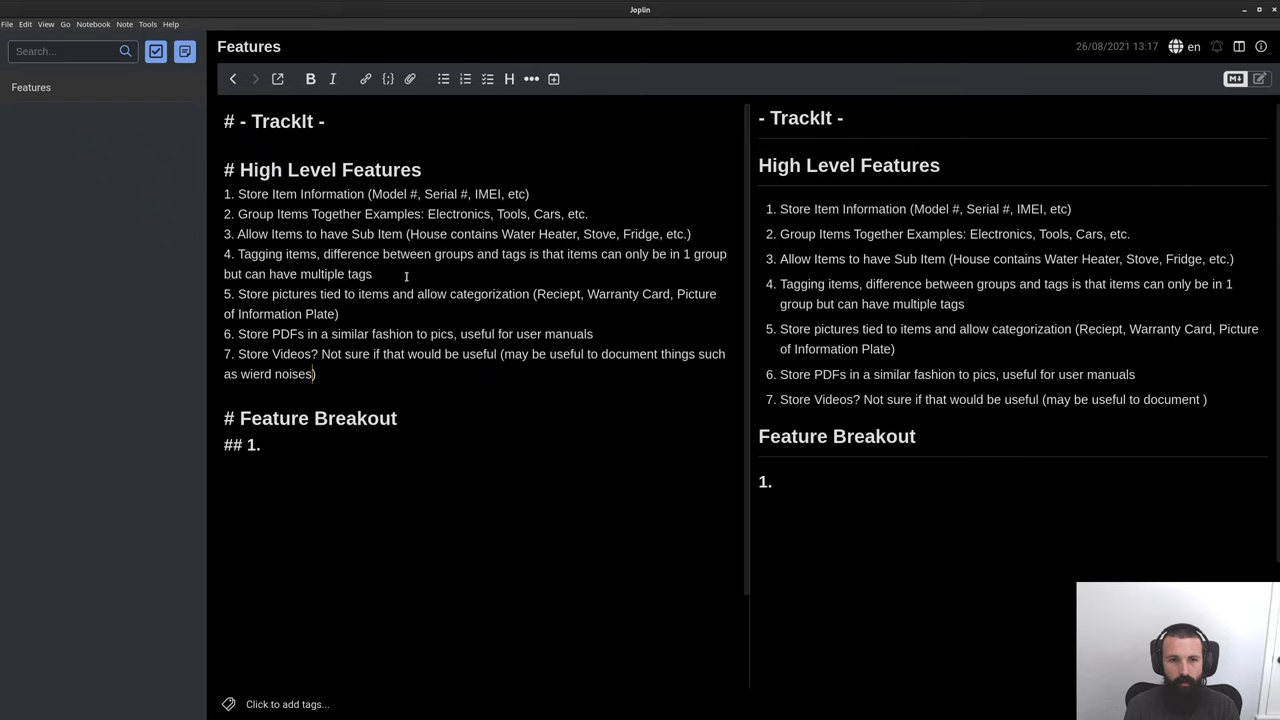 Joplin
File Edit View Go Notebook Note Tools Help
Search...
Features
Features
26/08/2021 13:17
en
B I H
M
# - TrackIt -
# High Level Features
1. Store Item Information (Model #, Serial #, IMEI, etc)
2. Group Items Together Examples: Electronics, Tools, Cars, etc.
3. Allow Items to have Sub Item (House contains Water Heater, Stove, Fridge, etc.)
4. Tagging items, difference between groups and tags is that items can only be in 1 group
but can have multiple tags
5. Store pictures tied to items and allow categorization (Reciept, Warranty Card, Picture
of Information Plate)
6. Store PDFs in a similar fashion to pics, useful for user manuals
7. Store Videos? Not sure if that would be useful (may be useful to document things such
as wierd noises)
# Feature Breakout
## 1.
- TrackIt -
High Level Features
1. Store Item Information (Model #, Serial #, IMEI, etc)
2. Group Items Together Examples: Electronics, Tools, Cars, etc.
3. Allow Items to have Sub Item (House contains Water Heater, Stove, Fridge, etc.)
4. Tagging items, difference between groups and tags is that items can only be in 1
group but can have multiple tags
5. Store pictures tied to items and allow categorization (Reciept, Warranty Card, Picture
of Information Plate)
6. Store PDFs in a similar fashion to pics, useful for user manuals
7. Store Videos? Not sure if that would be useful (may be useful to document )
Feature Breakout
1.
Click to add tags...